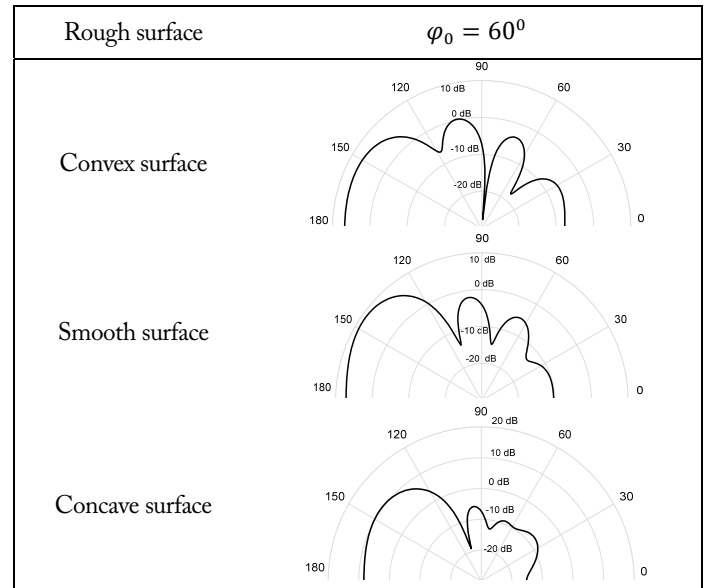 Rough surface φ₀ = 60⁰
90
120 10 dB 60
0 dB
150 -10 dB 30
Convex surface
-20 dB
180 0
90
120 10 dB 60
0 dB
150 -10 dB 30
Smooth surface
-20 dB
180 0
90
20 dB
120 60
10 dB
0 dB
150 30
Concave surface -10 dB
-20 dB
180 0